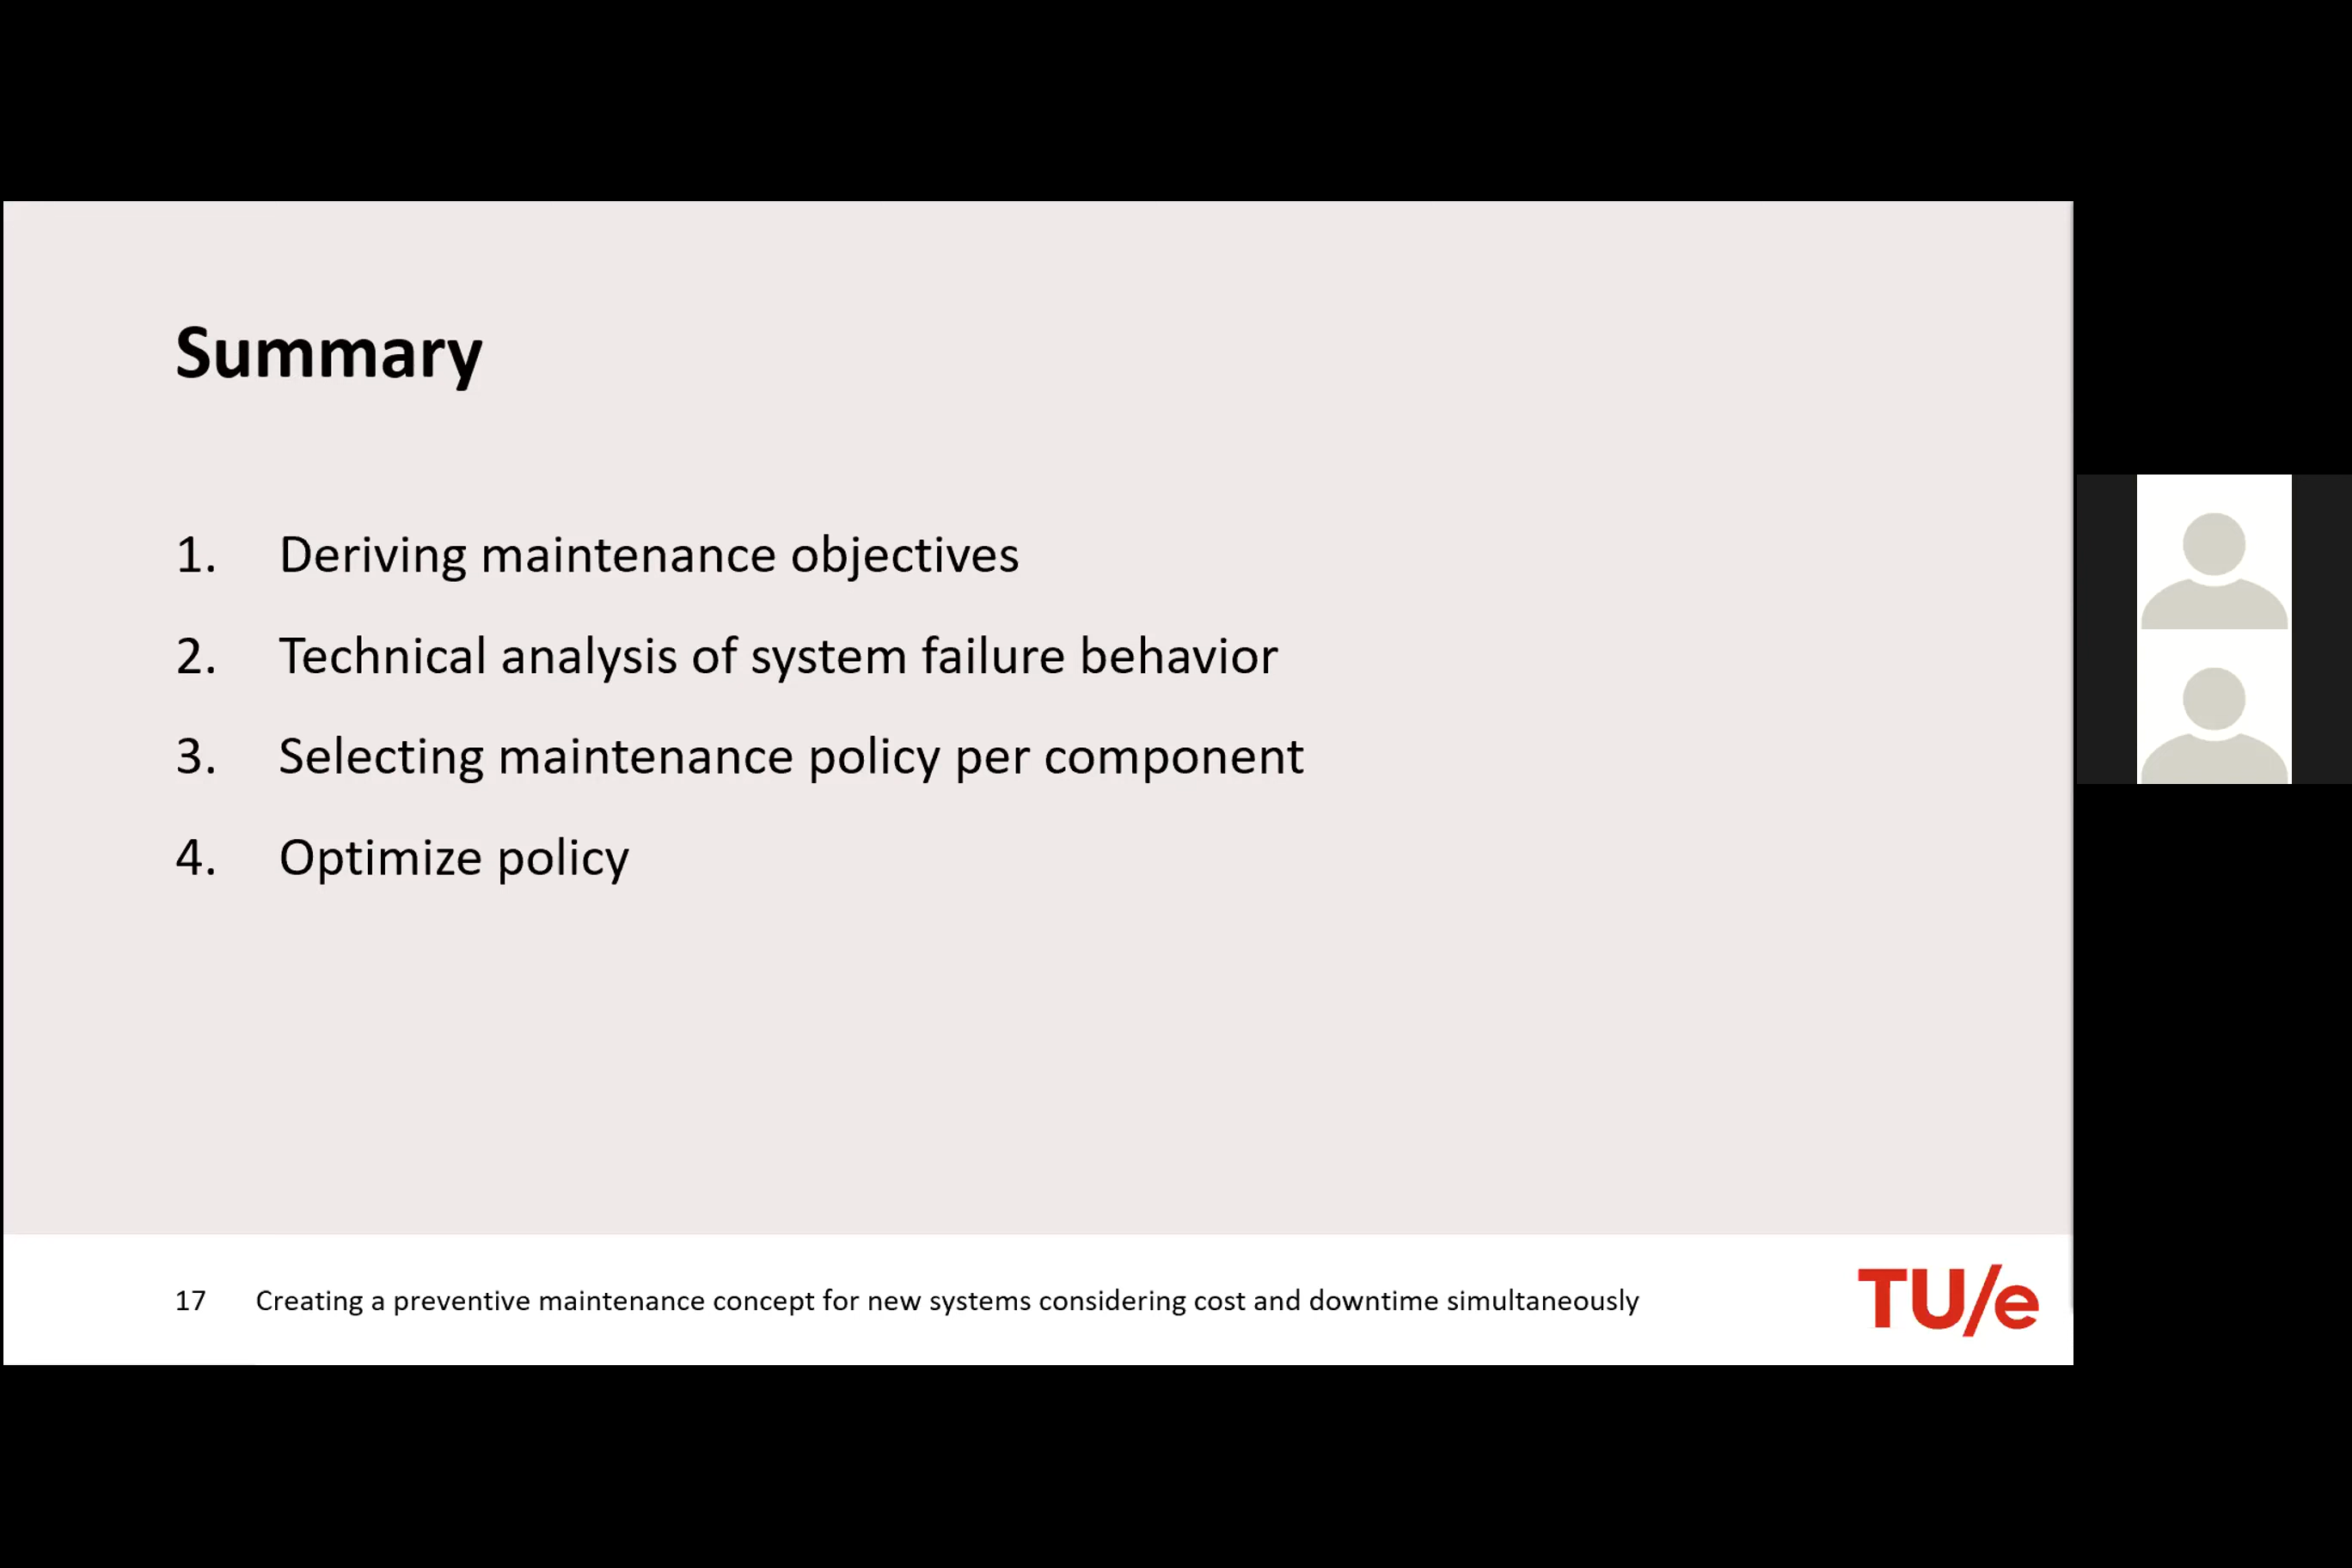 Summary
1. Deriving maintenance objectives
2. Technical analysis of system failure behavior
3. Selecting maintenance policy per component
4. Optimize policy
17 Creating a preventive maintenance concept for new systems considering cost and downtime simultaneously
TU/e